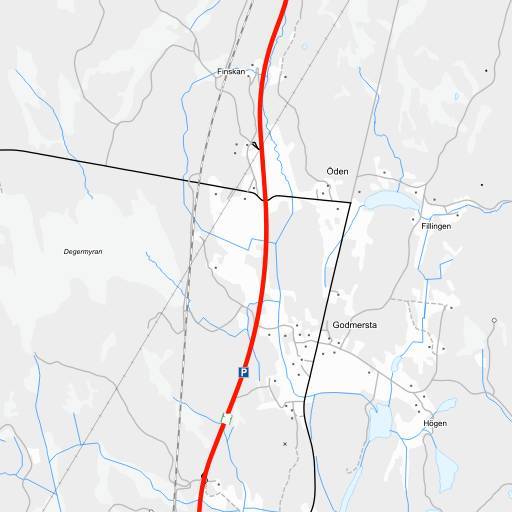 Finskan
Öden
Fillingen
Degermyran
Godmersta
P
Högen